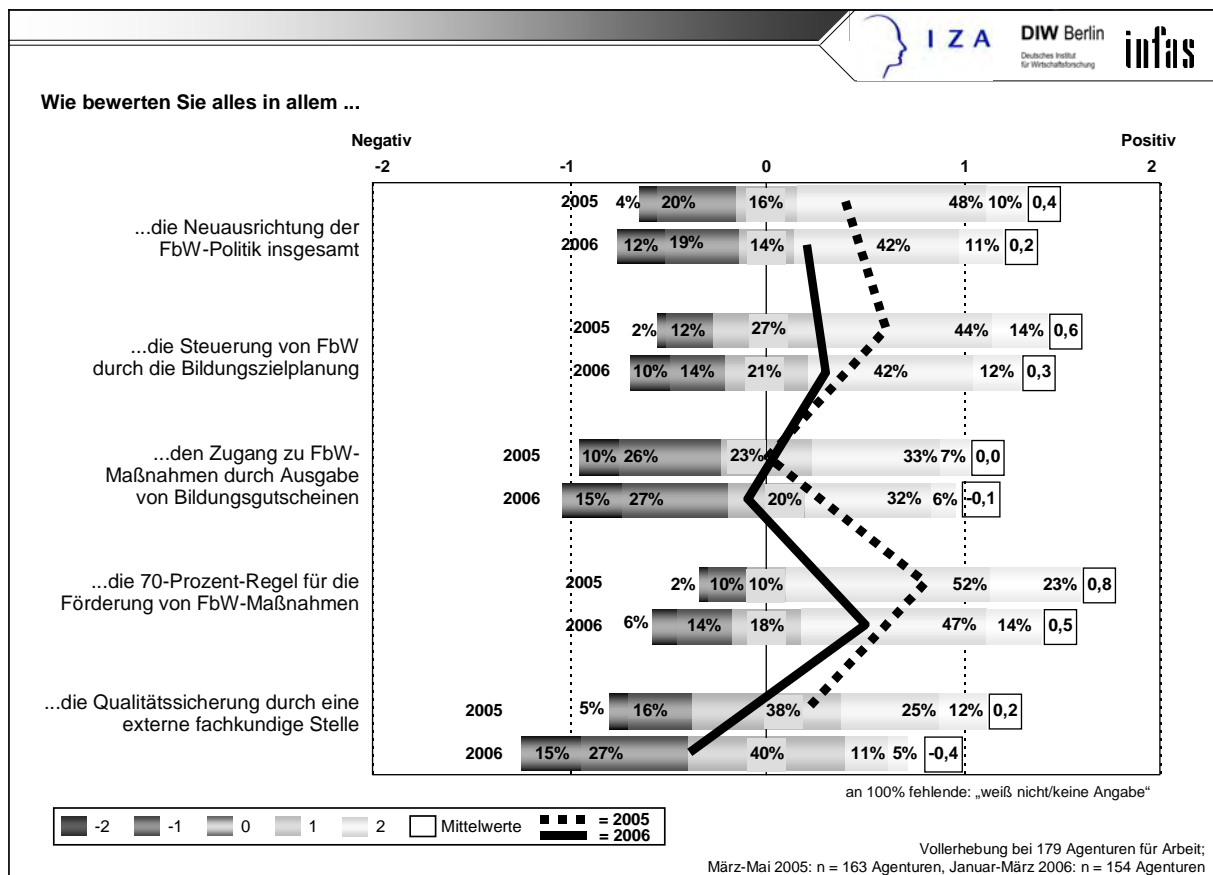 I Z A
DIW Berlin
Deutsches Institut
für Wirtschaftsforschung
infas
Wie bewerten Sie alles in allem ...
Negativ
Positiv
-2 -1 0 1 2
...die Neuausrichtung der
FbW-Politik insgesamt
2005 4% 20% 16% 48% 10% 0,4
2006 12% 19% 14% 42% 11% 0,2
...die Steuerung von FbW
durch die Bildungszielplanung
2005 2% 12% 27% 44% 14% 0,6
2006 10% 14% 21% 42% 12% 0,3
...den Zugang zu FbW-
Maßnahmen durch Ausgabe
von Bildungsgutscheinen
2005 10% 26% 23% 33% 7% 0,0
2006 15% 27% 20% 32% 6% -0,1
...die 70-Prozent-Regel für die
Förderung von FbW-Maßnahmen
2005 2% 10% 10% 52% 23% 0,8
2006 6% 14% 18% 47% 14% 0,5
...die Qualitätssicherung durch eine
externe fachkundige Stelle
2005 5% 16% 38% 25% 12% 0,2
2006 15% 27% 40% 11% 5% -0,4
an 100% fehlende: „weiß nicht/keine Angabe“
-2 -1 0 1 2 Mittelwerte = 2005
= 2006
Vollerhebung bei 179 Agenturen für Arbeit;
März-Mai 2005: n = 163 Agenturen, Januar-März 2006: n = 154 Agenturen